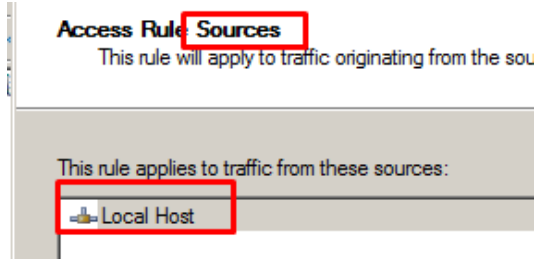 Access Rule Sources
This rule will apply to traffic originating from the sou
This rule applies to traffic from these sources:
Local Host